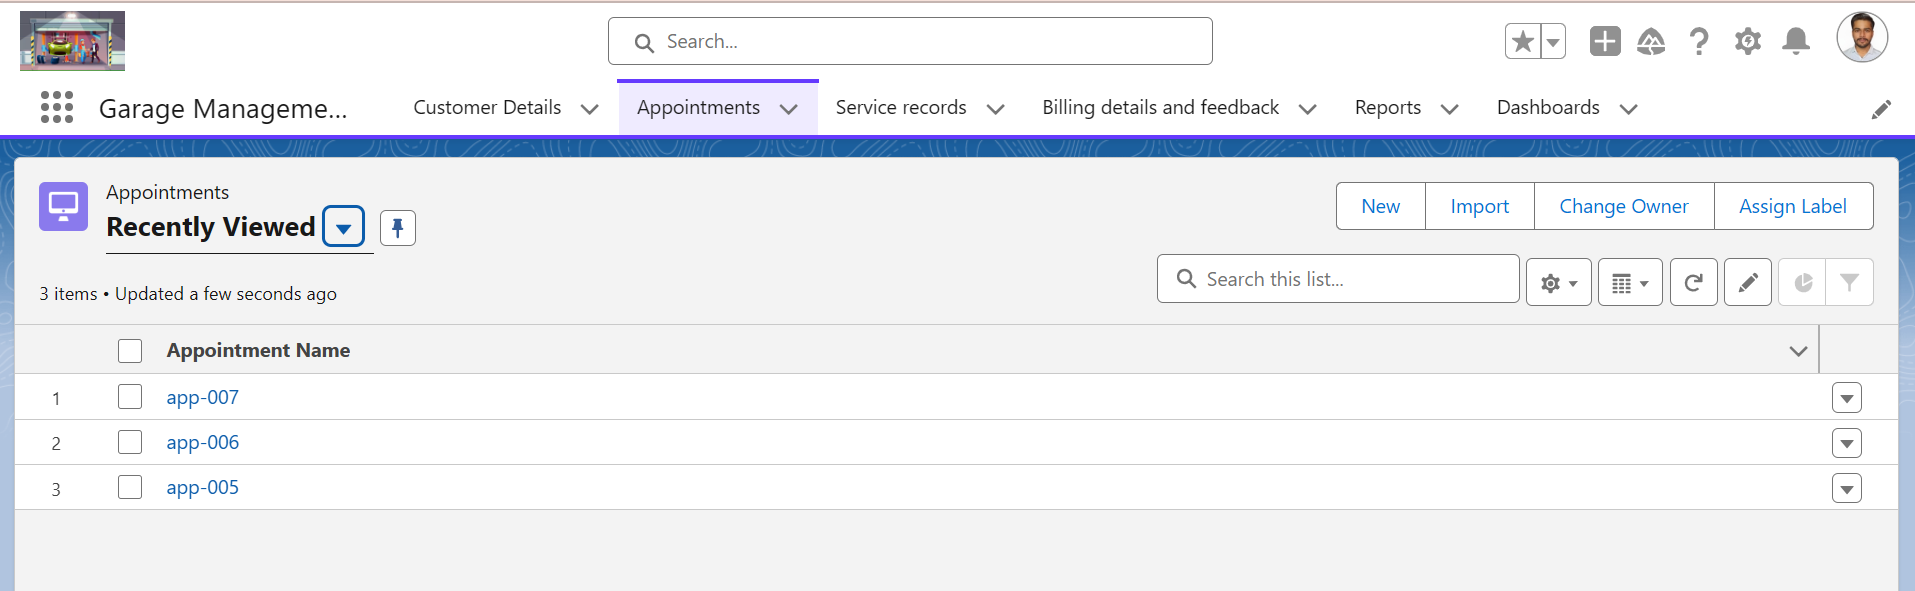 Search...
Garage Manageme...
Customer Details
Appointments
Service records
Billing details and feedback
Reports
Dashboards
Appointments
Recently Viewed
New
Import
Change Owner
Assign Label
3 items • Updated a few seconds ago
Search this list...
Appointment Name
1 app-007
2 app-006
3 app-005